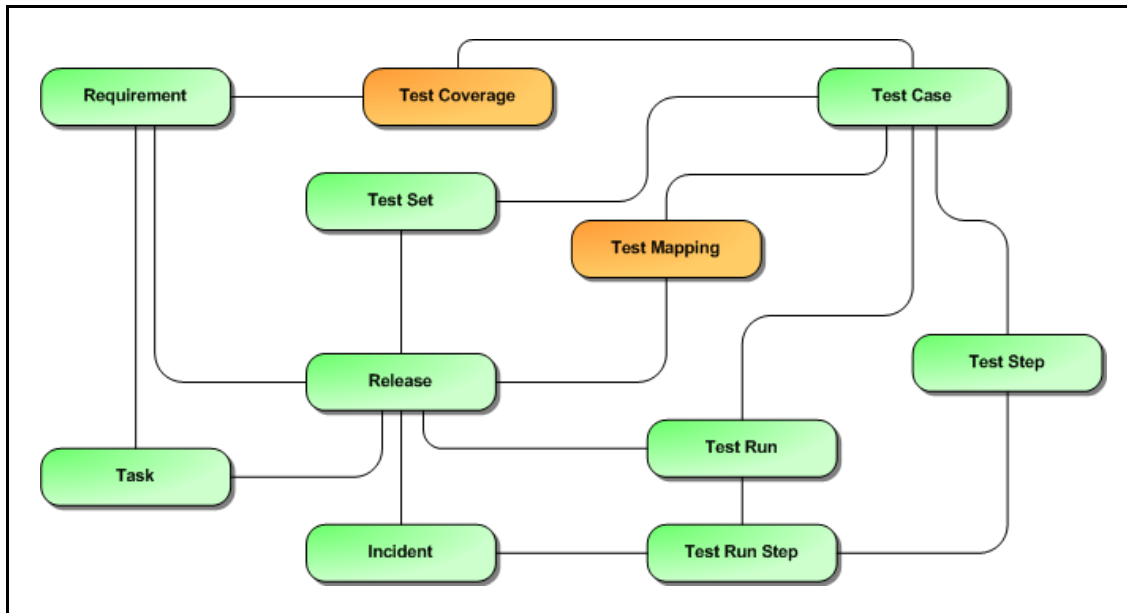 Requirement
Test Coverage
Test Case
Test Set
Test Mapping
Test Step
Release
Test Run
Task
Incident
Test Run Step